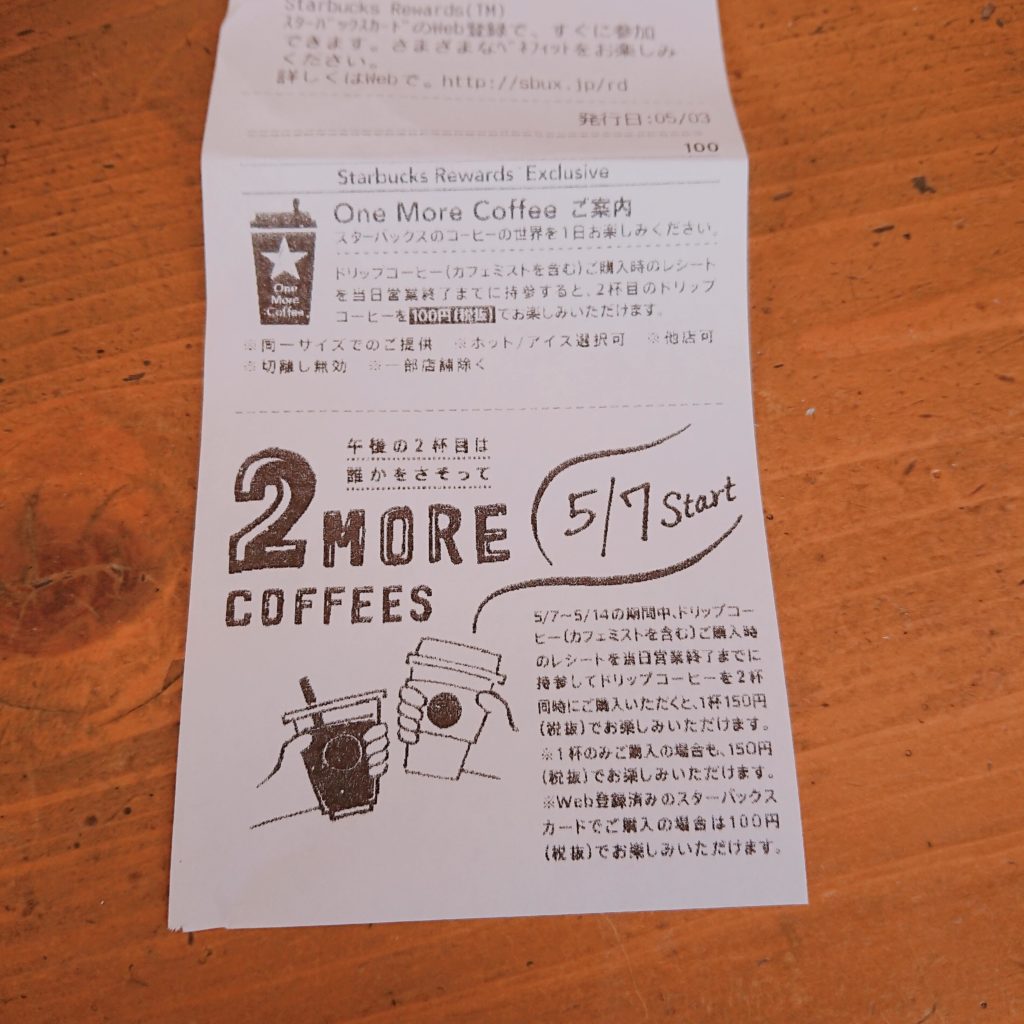 Starbucks Rewards(TM)
ｽﾀｰﾊﾞｯｸｽｶｰﾄﾞのWeb登録で、すぐに参加
できます。さまざまなﾍﾞﾈﾌｨｯﾄをお楽しみ
ください。
詳しくはWebで。http://sbux.jp/rd
発行日:05/03
100
Starbucks Rewards Exclusive
One More Coffee ご案内
スターバックスのコーヒーの世界を1日お楽しみください。
ドリップコーヒー(カフェミストを含む)ご購入時のレシート
を当日営業終了までに持参すると、2杯目のドリップ
コーヒーを100円(税抜)でお楽しみいただけます。
One
More
Coffee
※同一サイズでのご提供 ※ホット/アイス選択可 ※他店可
※切離し無効 ※一部店舗除く
午後の2杯目は
誰かをさそって
2 MORE
COFFEES
5/7 Start
5/7～5/14の期間中、ドリップコー
ヒー(カフェミストを含む)ご購入時
のレシートを当日営業終了までに
持参してドリップコーヒーを2杯
同時にご購入いただくと、1杯150円
(税抜)でお楽しみいただけます。
※1杯のみご購入の場合も、150円
(税抜)でお楽しみいただけます。
※Web登録済みのスターバックス
カードでご購入の場合は100円
(税抜)でお楽しみいただけます。